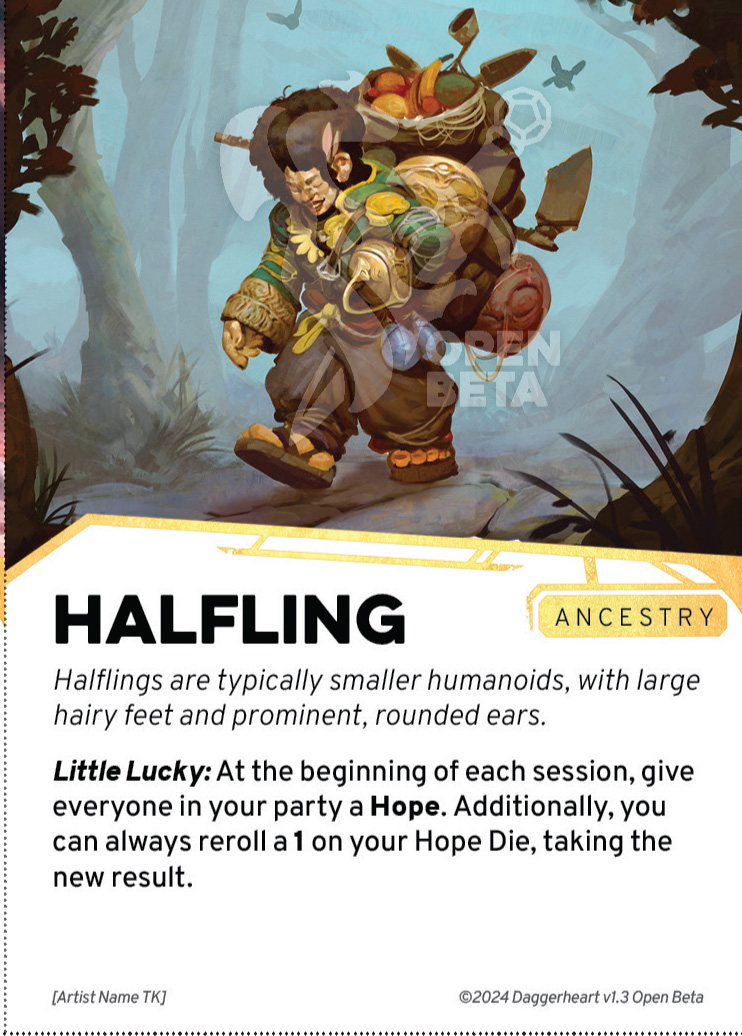 OPEN
BETA
HALFLING
ANCESTRY
Halflings are typically smaller humanoids, with large
hairy feet and prominent, rounded ears.
Little Lucky: At the beginning of each session, give
everyone in your party a Hope. Additionally, you
can always reroll a 1 on your Hope Die, taking the
new result.
[Artist Name TK]
©2024 Daggerheart v1.3 Open Beta